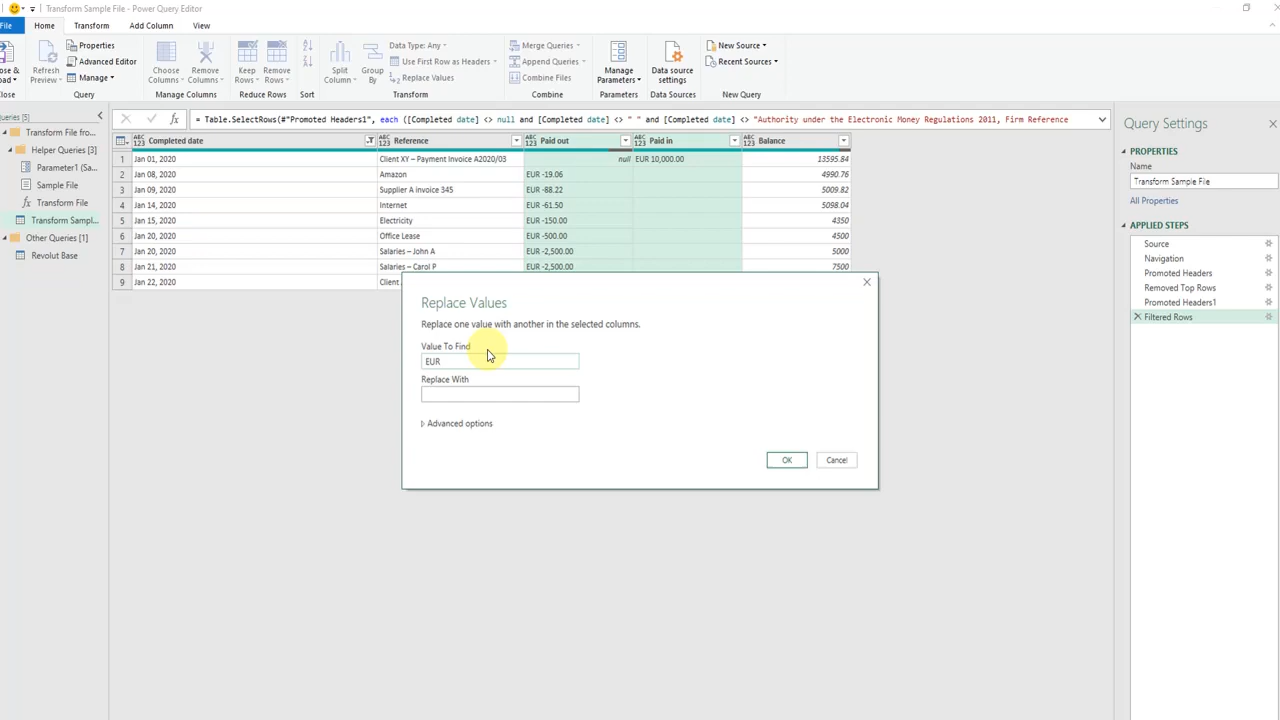 Transform Sample File - Power Query Editor
File Home Transform Add Column View
Refresh Preview
Properties
Advanced Editor
Manage
Choose Columns
Remove Columns
Keep Rows
Remove Rows
Split Column
Group By
Data Type: Any
Use First Row as Headers
Replace Values
Merge Queries
Append Queries
Combine Files
Manage Parameters
Data source settings
New Source
Recent Sources
Query Manage Columns Reduce Rows Sort Transform Combine Parameters Data Sources New Query
= Table.SelectRows(#"Promoted Headers1", each ([Completed date] <> null and [Completed date] <> " " and [Completed date] <> "Authority under the Electronic Money Regulations 2011, Firm Reference
Transform File fro...
Helper Queries [3]
Parameter1 (Sa...
Sample File
fx Transform File
Transform Sampl...
Other Queries [1]
Revolut Base
ABC 123 Completed date ABC 123 Reference ABC 123 Paid out ABC 123 Paid in ABC 123 Balance
1 Jan 01, 2020 Client XY – Payment Invoice A2020/03 null EUR 10,000.00 13595.84
2 Jan 08, 2020 Amazon EUR -19.06 4990.76
3 Jan 09, 2020 Supplier A invoice 345 EUR -88.22 5009.82
4 Jan 14, 2020 Internet EUR -61.50 5098.04
5 Jan 15, 2020 Electricity EUR -150.00 4350
6 Jan 20, 2020 Office Lease EUR -500.00 4500
7 Jan 20, 2020 Salaries – John A EUR -2,500.00 5000
8 Jan 21, 2020 Salaries – Carol P EUR -2,500.00 7500
9 Jan 22, 2020 Client
Replace Values
Replace one value with another in the selected columns.
Value To Find
EUR
Replace With
Advanced options
OK Cancel
Query Settings
PROPERTIES
Name
Transform Sample File
All Properties
APPLIED STEPS
Source
Navigation
Promoted Headers
Removed Top Rows
Promoted Headers1
Filtered Rows